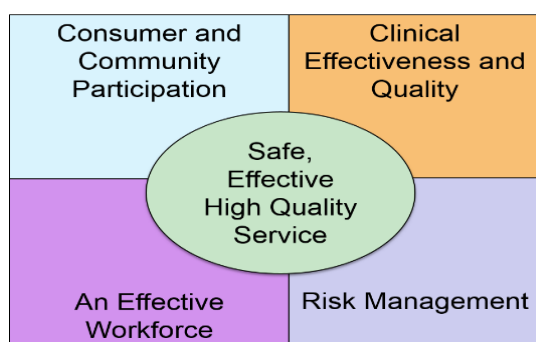 Consumer and
Community
Participation
Clinical
Effectiveness and
Quality
Safe,
Effective
High Quality
Service
An Effective
Workforce
Risk Management